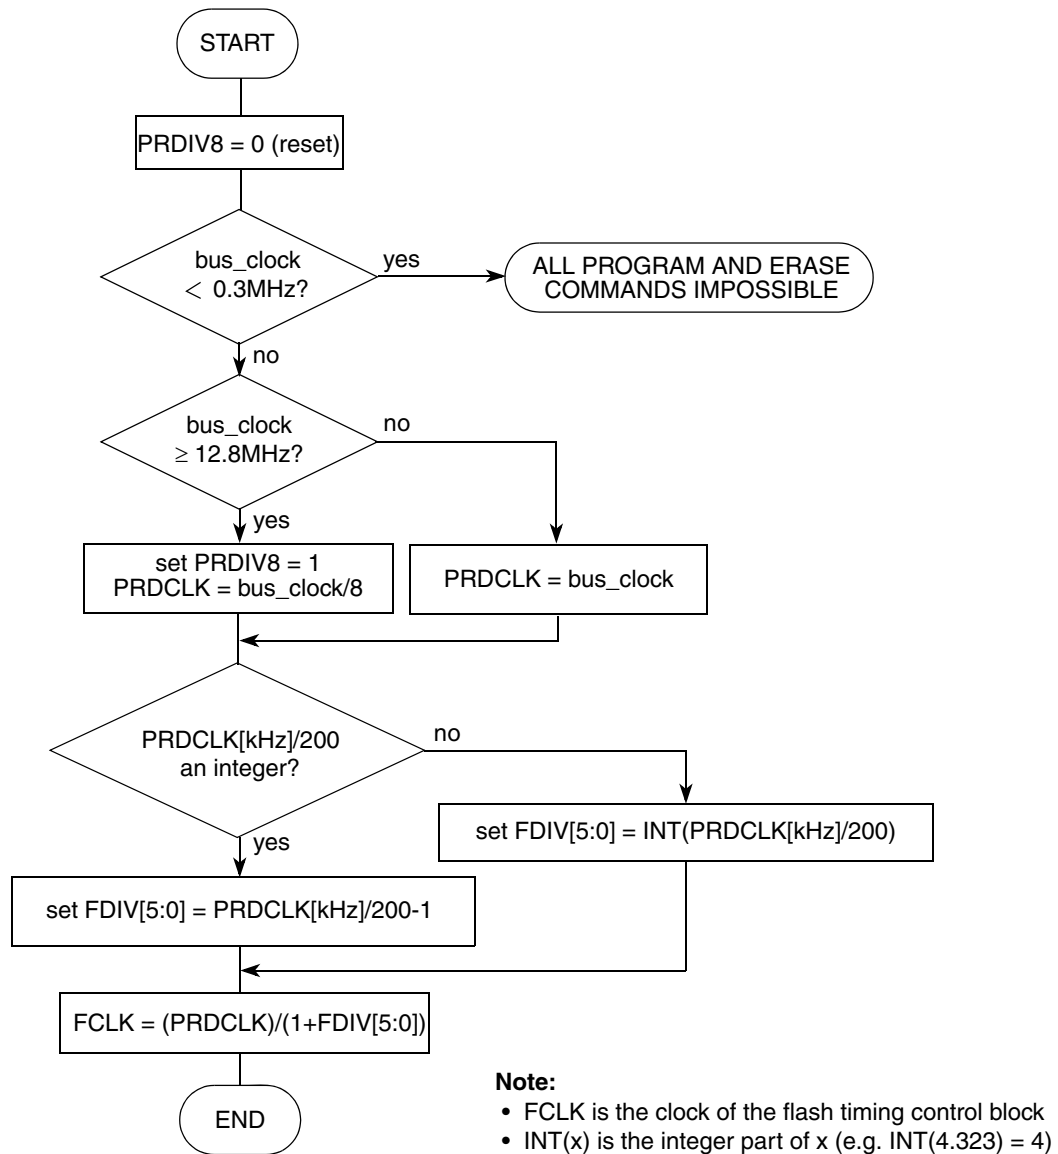 START
PRDIV8 = 0 (reset)
bus_clock
< 0.3MHz?
yes
ALL PROGRAM AND ERASE
COMMANDS IMPOSSIBLE
no
bus_clock
≥ 12.8MHz?
no
yes
set PRDIV8 = 1
PRDCLK = bus_clock/8
PRDCLK = bus_clock
PRDCLK[kHz]/200
an integer?
no
set FDIV[5:0] = INT(PRDCLK[kHz]/200)
yes
set FDIV[5:0] = PRDCLK[kHz]/200-1
FCLK = (PRDCLK)/(1+FDIV[5:0])
END
Note:
• FCLK is the clock of the flash timing control block
• INT(x) is the integer part of x (e.g. INT(4.323) = 4)